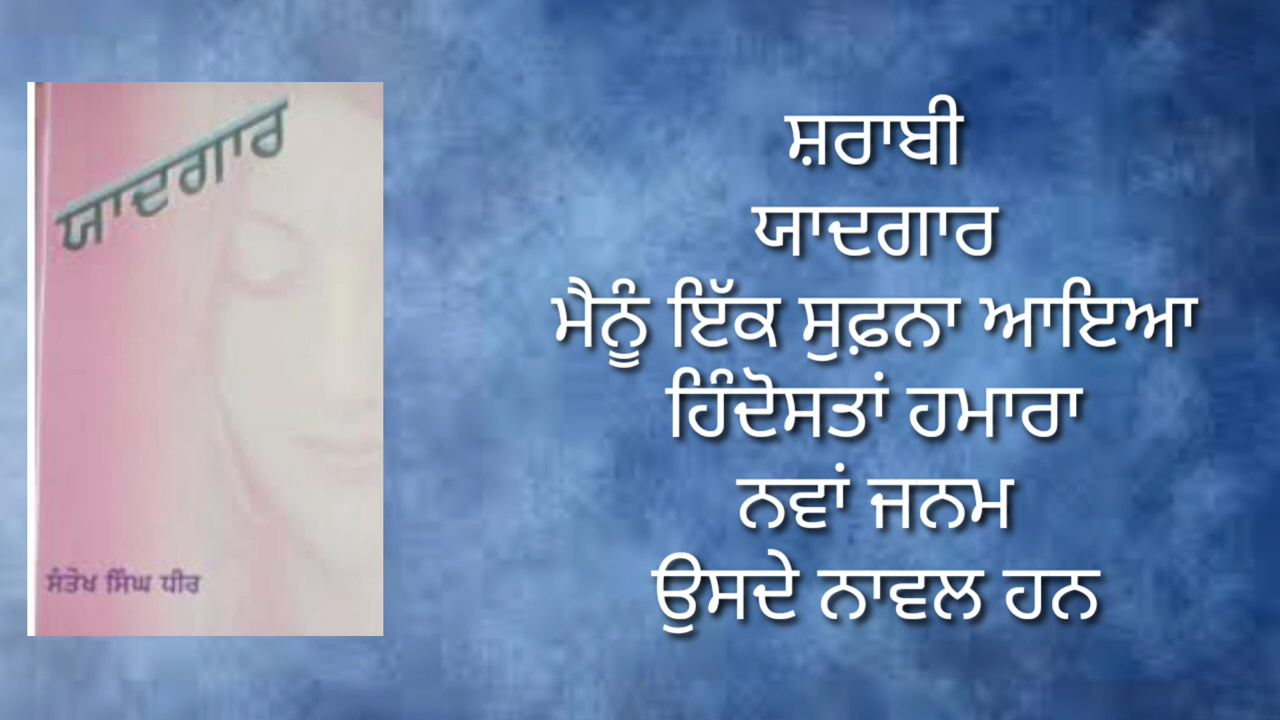 ਯਾਦਗਾਰ
ਸੰਤੋਖ ਸਿੰਘ ਧੀਰ
ਸ਼ਰਾਬੀ
ਯਾਦਗਾਰ
ਮੈਨੂੰ ਇੱਕ ਸੁਫ਼ਨਾ ਆਇਆ
ਹਿੰਦੋਸਤਾਂ ਹਮਾਰਾ
ਨਵਾਂ ਜਨਮ
ਉਸਦੇ ਨਾਵਲ ਹਨ